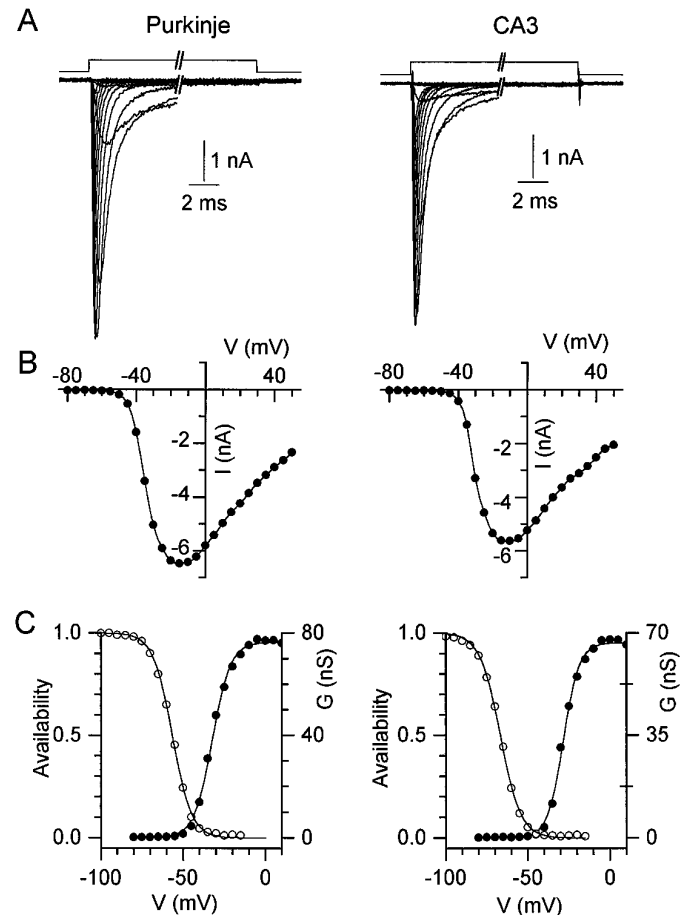 A
Purkinje
CA3
1 nA
2 ms
1 nA
2 ms
B
V (mV)
V (mV)
-80
-40
40
-80
-40
40
-2
-4
-6
I (nA)
-2
-4
-6
I (nA)
C
1.0
0.5
0.0
Availability
80
40
0
G (nS)
-100
-50
0
V (mV)
1.0
0.5
0.0
Availability
70
35
0
G (nS)
-100
-50
0
V (mV)